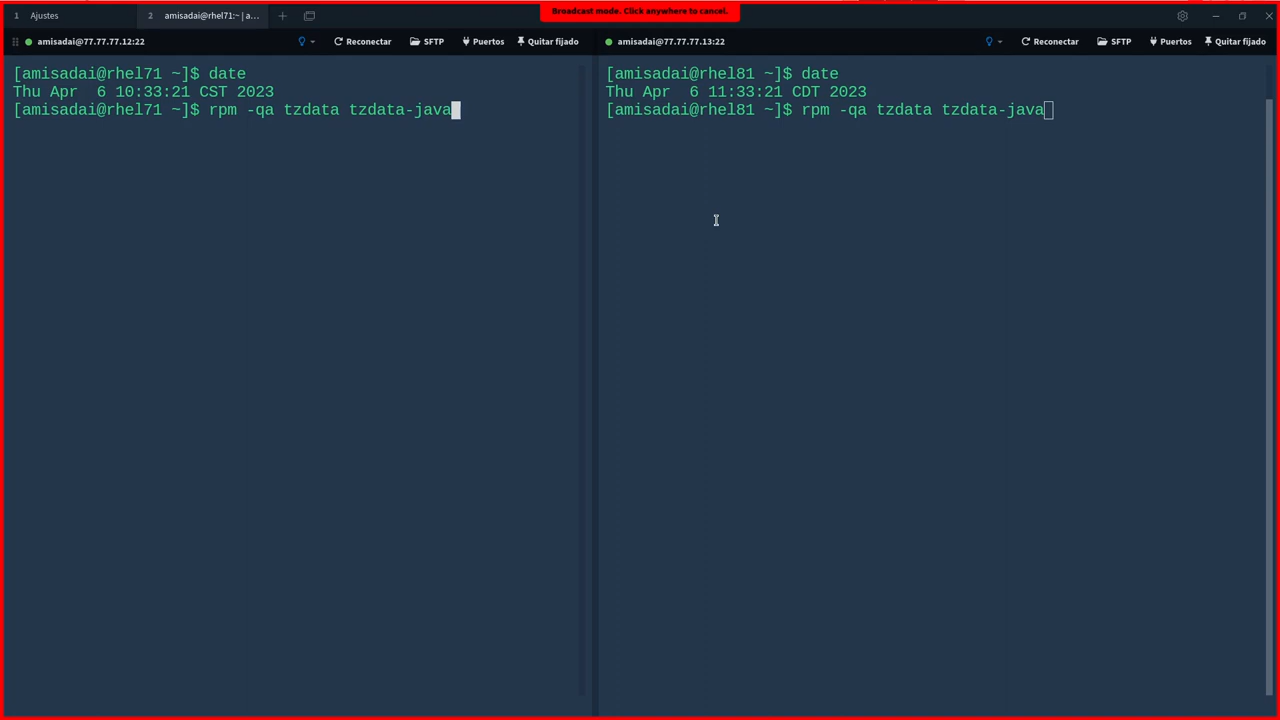 Broadcast mode. Click anywhere to cancel.
1 Ajustes
2 amisadai@rhel71:~ | a...
amisadai@77.77.77.12:22
Reconectar SFTP Puertos Quitar fijado
[amisadai@rhel71 ~]$ date
Thu Apr  6 10:33:21 CST 2023
[amisadai@rhel71 ~]$ rpm -qa tzdata tzdata-java
amisadai@77.77.77.13:22
Reconectar SFTP Puertos Quitar fijado
[amisadai@rhel81 ~]$ date
Thu Apr  6 11:33:21 CDT 2023
[amisadai@rhel81 ~]$ rpm -qa tzdata tzdata-java